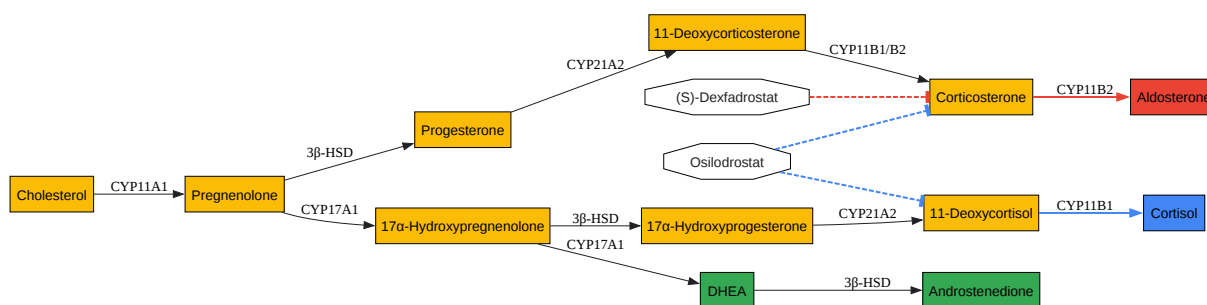 11-Deoxycorticosterone
CYP11B1/B2
CYP21A2
(S)-Dexfadrostat
Corticosterone
CYP11B2
Aldosterone
Progesterone
3β-HSD
Osilodrostat
Cholesterol
CYP11A1
Pregnenolone
CYP17A1
17α-Hydroxypregnenolone
3β-HSD
17α-Hydroxyprogesterone
CYP21A2
11-Deoxycortisol
CYP11B1
Cortisol
CYP17A1
DHEA
3β-HSD
Androstenedione